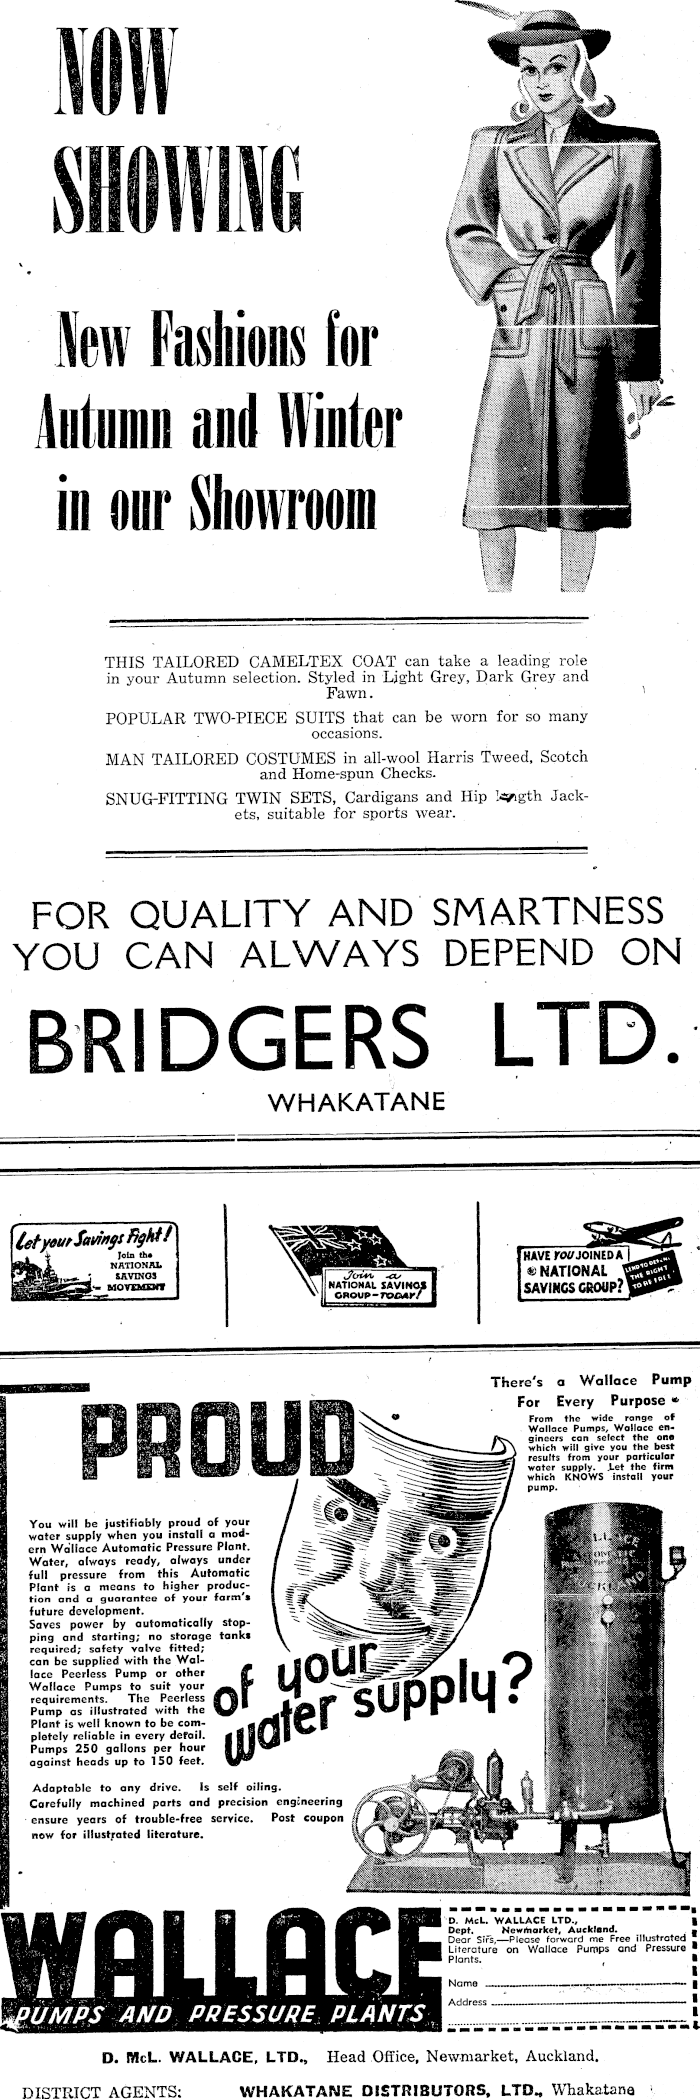 NOW
SHOWING
New Fashions for
Autumn and Winter
in our Showroom
THIS TAILORED CAMELTEX COAT can take a leading role
in your Autumn selection. Styled in Light Grey, Dark Grey and
Fawn.
POPULAR TWO-PIECE SUITS that can be worn for so many
occasions.
MAN TAILORED COSTUMES in all-wool Harris Tweed, Scotch
and Home-spun Checks.
SNUG-FITTING TWIN SETS, Cardigans and Hip length Jack-
ets, suitable for sports wear.
FOR QUALITY AND SMARTNESS
YOU CAN ALWAYS DEPEND ON
BRIDGERS LTD.
WHAKATANE
Let your Savings Fight!
Join the
NATIONAL
SAVINGS
MOVEMENT
Join a
NATIONAL SAVINGS
GROUP-TODAY!
HAVE YOU JOINED A
NATIONAL
SAVINGS GROUP?
LEND TO DEFEND
THE RIGHT
TO BE FREE
PROUD
of your
water supply?
There's a Wallace Pump
For Every Purpose
From the wide range of
Wallace Pumps, Wallace en-
gineers can select the one
which will give you the best
results from your particular
water supply. Let the firm
which KNOWS install your
pump.
You will be justifiably proud of your
water supply when you install a mod-
ern Wallace Automatic Pressure Plant.
Water, always ready, always under
full pressure from this Automatic
Plant is a means to higher produc-
tion and a guarantee of your farm's
future development.
Saves power by automatically stop-
ping and starting; no storage tanks
required; safety valve fitted;
can be supplied with the Wal-
lace Peerless Pump or other
Wallace Pumps to suit your
requirements. The Peerless
Pump as illustrated with the
Plant is well known to be com-
pletely reliable in every detail.
Pumps 250 gallons per hour
against heads up to 150 feet.
Adaptable to any drive. Is self oiling.
Carefully machined parts and precision engineering
ensure years of trouble-free service. Post coupon
now for illustrated literature.
WALLACE
PUMPS AND PRESSURE PLANTS
D. McL. WALLACE LTD.,
Dept. Newmarket, Auckland.
Dear Sirs,—Please forward me Free illustrated
Literature on Wallace Pumps and Pressure
Plants.
Name
Address
D. McL. WALLACE, LTD., Head Office, Newmarket, Auckland.
DISTRICT AGENTS: WHAKATANE DISTRIBUTORS, LTD., Whakatane